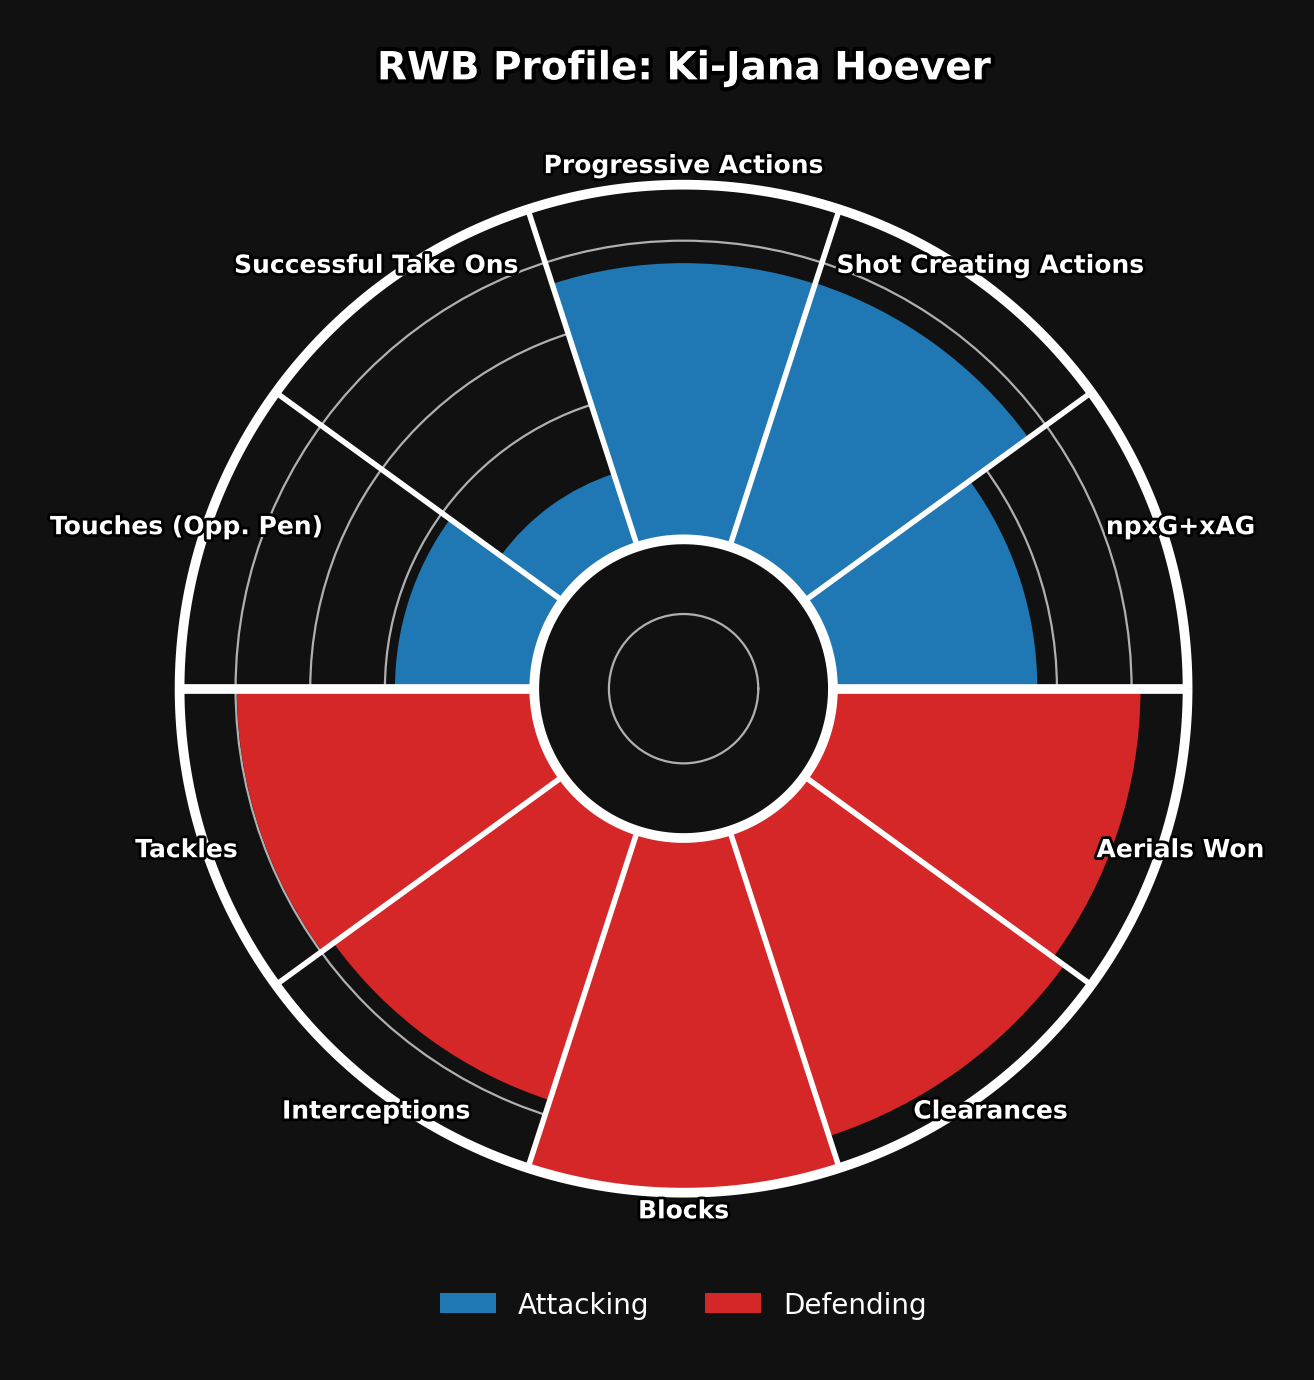 RWB Profile: Ki-Jana Hoever
Progressive Actions
Successful Take Ons
Shot Creating Actions
Touches (Opp. Pen)
npxG+xAG
Tackles
Aerials Won
Interceptions
Clearances
Blocks
Attacking
Defending